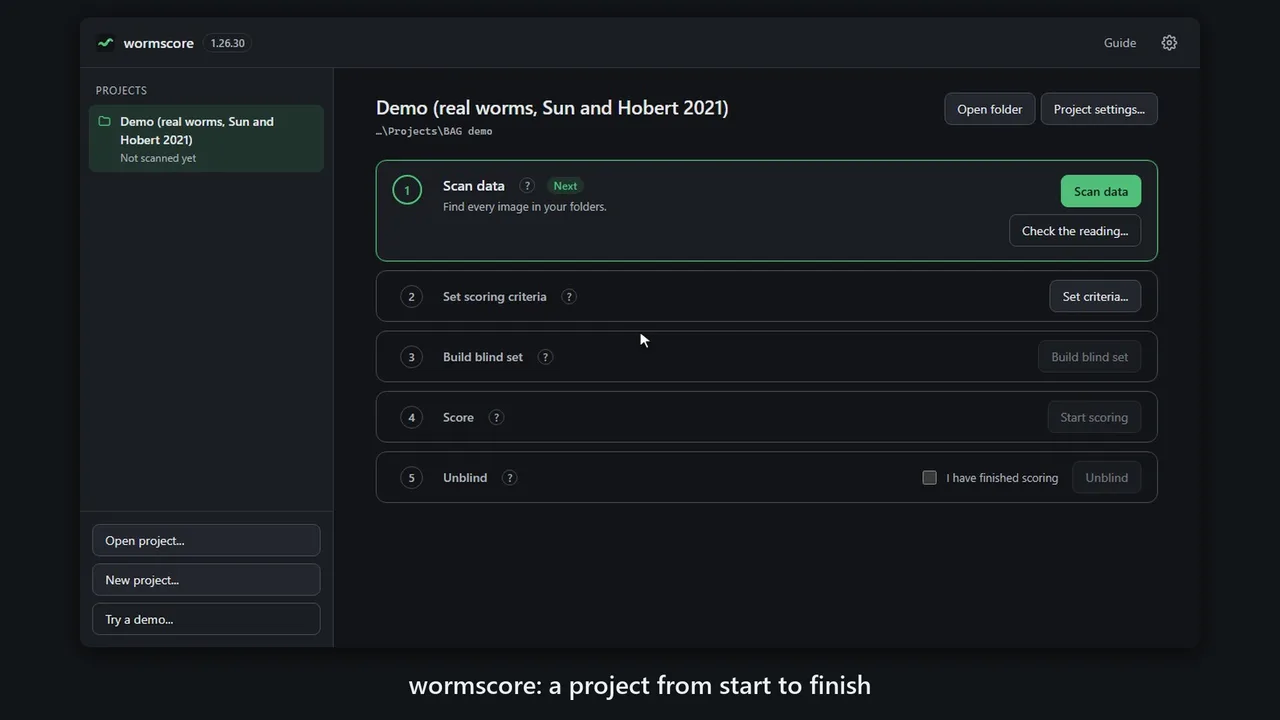 wormscore 1.26.30
Guide
PROJECTS
Demo (real worms, Sun and
Hobert 2021)
Not scanned yet
Open project...
New project...
Try a demo...
Demo (real worms, Sun and Hobert 2021)
…\Projects\BAG demo
Open folder
Project settings...
1 Scan data ? Next
Find every image in your folders.
Scan data
Check the reading...
2 Set scoring criteria ? Set criteria...
3 Build blind set ? Build blind set
4 Score ? Start scoring
5 Unblind ? I have finished scoring Unblind
wormscore: a project from start to finish